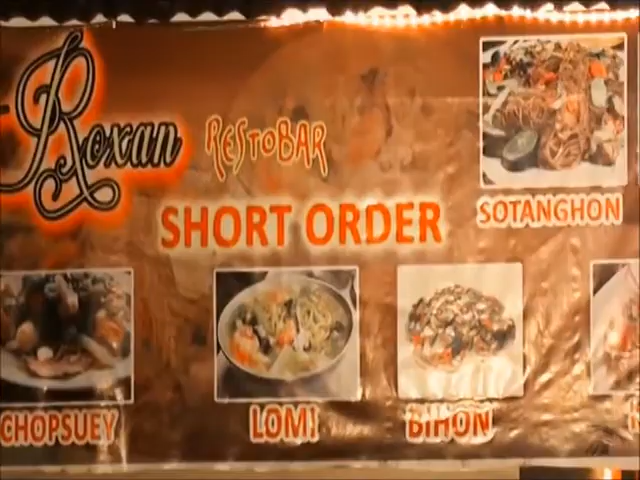 Roxan RESTOBAR
SHORT ORDER
SOTANGHON
CHOPSUEY
LOMI
BIHON